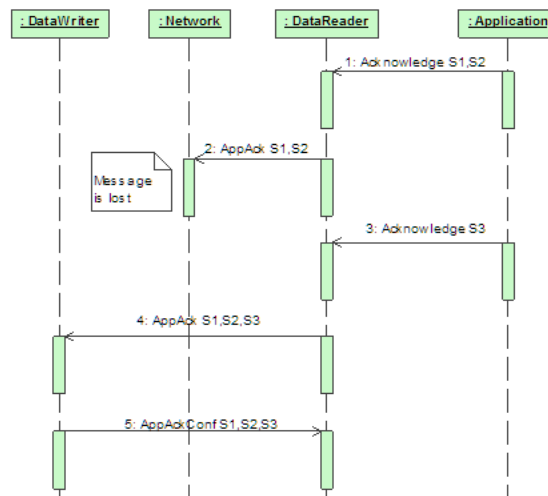 : DataWriter
: Network
: DataReader
: Application
1: Acknowledge S1,S2
2: AppAck S1,S2
Message
is lost
3: Acknowledge S3
4: AppAck S1,S2,S3
5: AppAckConf S1,S2,S3